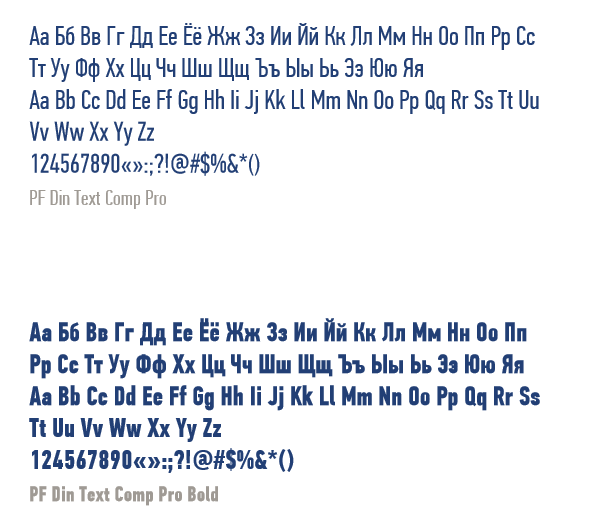 Аа Бб Вв Гг Дд Ее Ёё Жж Зз Ии Йй Кк Лл Мм Нн Оо Пп Рр Сс
Тт Уу Фф Хх Цц Чч Шш Щщ Ъъ Ыы Ьь Ээ Юю Яя
Aa Bb Cc Dd Ee Ff Gg Hh Ii Jj Kk Ll Mm Nn Oo Pp Qq Rr Ss Tt Uu
Vv Ww Xx Yy Zz
124567890«»:;?!@#$%&*()
PF Din Text Comp Pro
Аа Бб Вв Гг Дд Ее Ёё Жж Зз Ии Йй Кк Лл Мм Нн Оо Пп
Рр Сс Тт Уу Фф Хх Цц Чч Шш Щщ Ъъ Ыы Ьь Ээ Юю Яя
Aa Bb Cc Dd Ee Ff Gg Hh Ii Jj Kk Ll Mm Nn Oo Pp Qq Rr Ss
Tt Uu Vv Ww Xx Yy Zz
124567890«»:;?!@#$%&*()
PF Din Text Comp Pro Bold